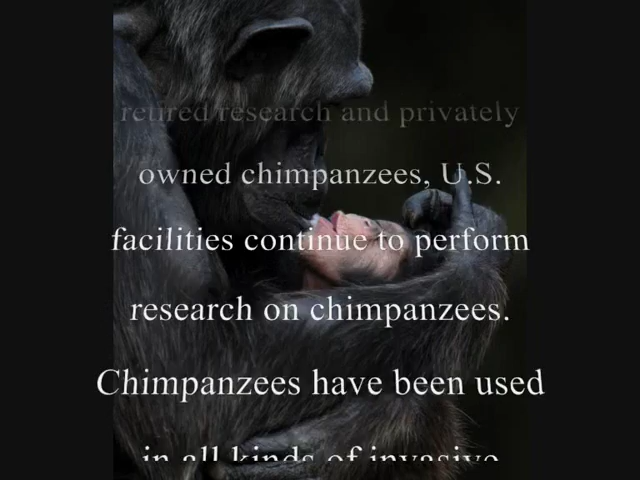 retired research and privately
owned chimpanzees, U.S.
facilities continue to perform
research on chimpanzees.
Chimpanzees have been used
in all kinds of invasive